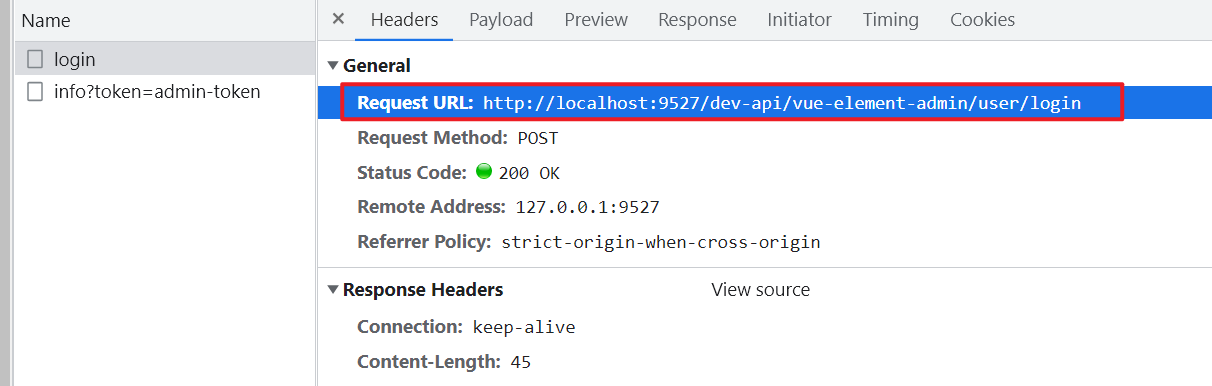 Name
login
info?token=admin-token
× Headers Payload Preview Response Initiator Timing Cookies
▼ General
Request URL: http://localhost:9527/dev-api/vue-element-admin/user/login
Request Method: POST
Status Code: 200 OK
Remote Address: 127.0.0.1:9527
Referrer Policy: strict-origin-when-cross-origin
▼ Response Headers View source
Connection: keep-alive
Content-Length: 45